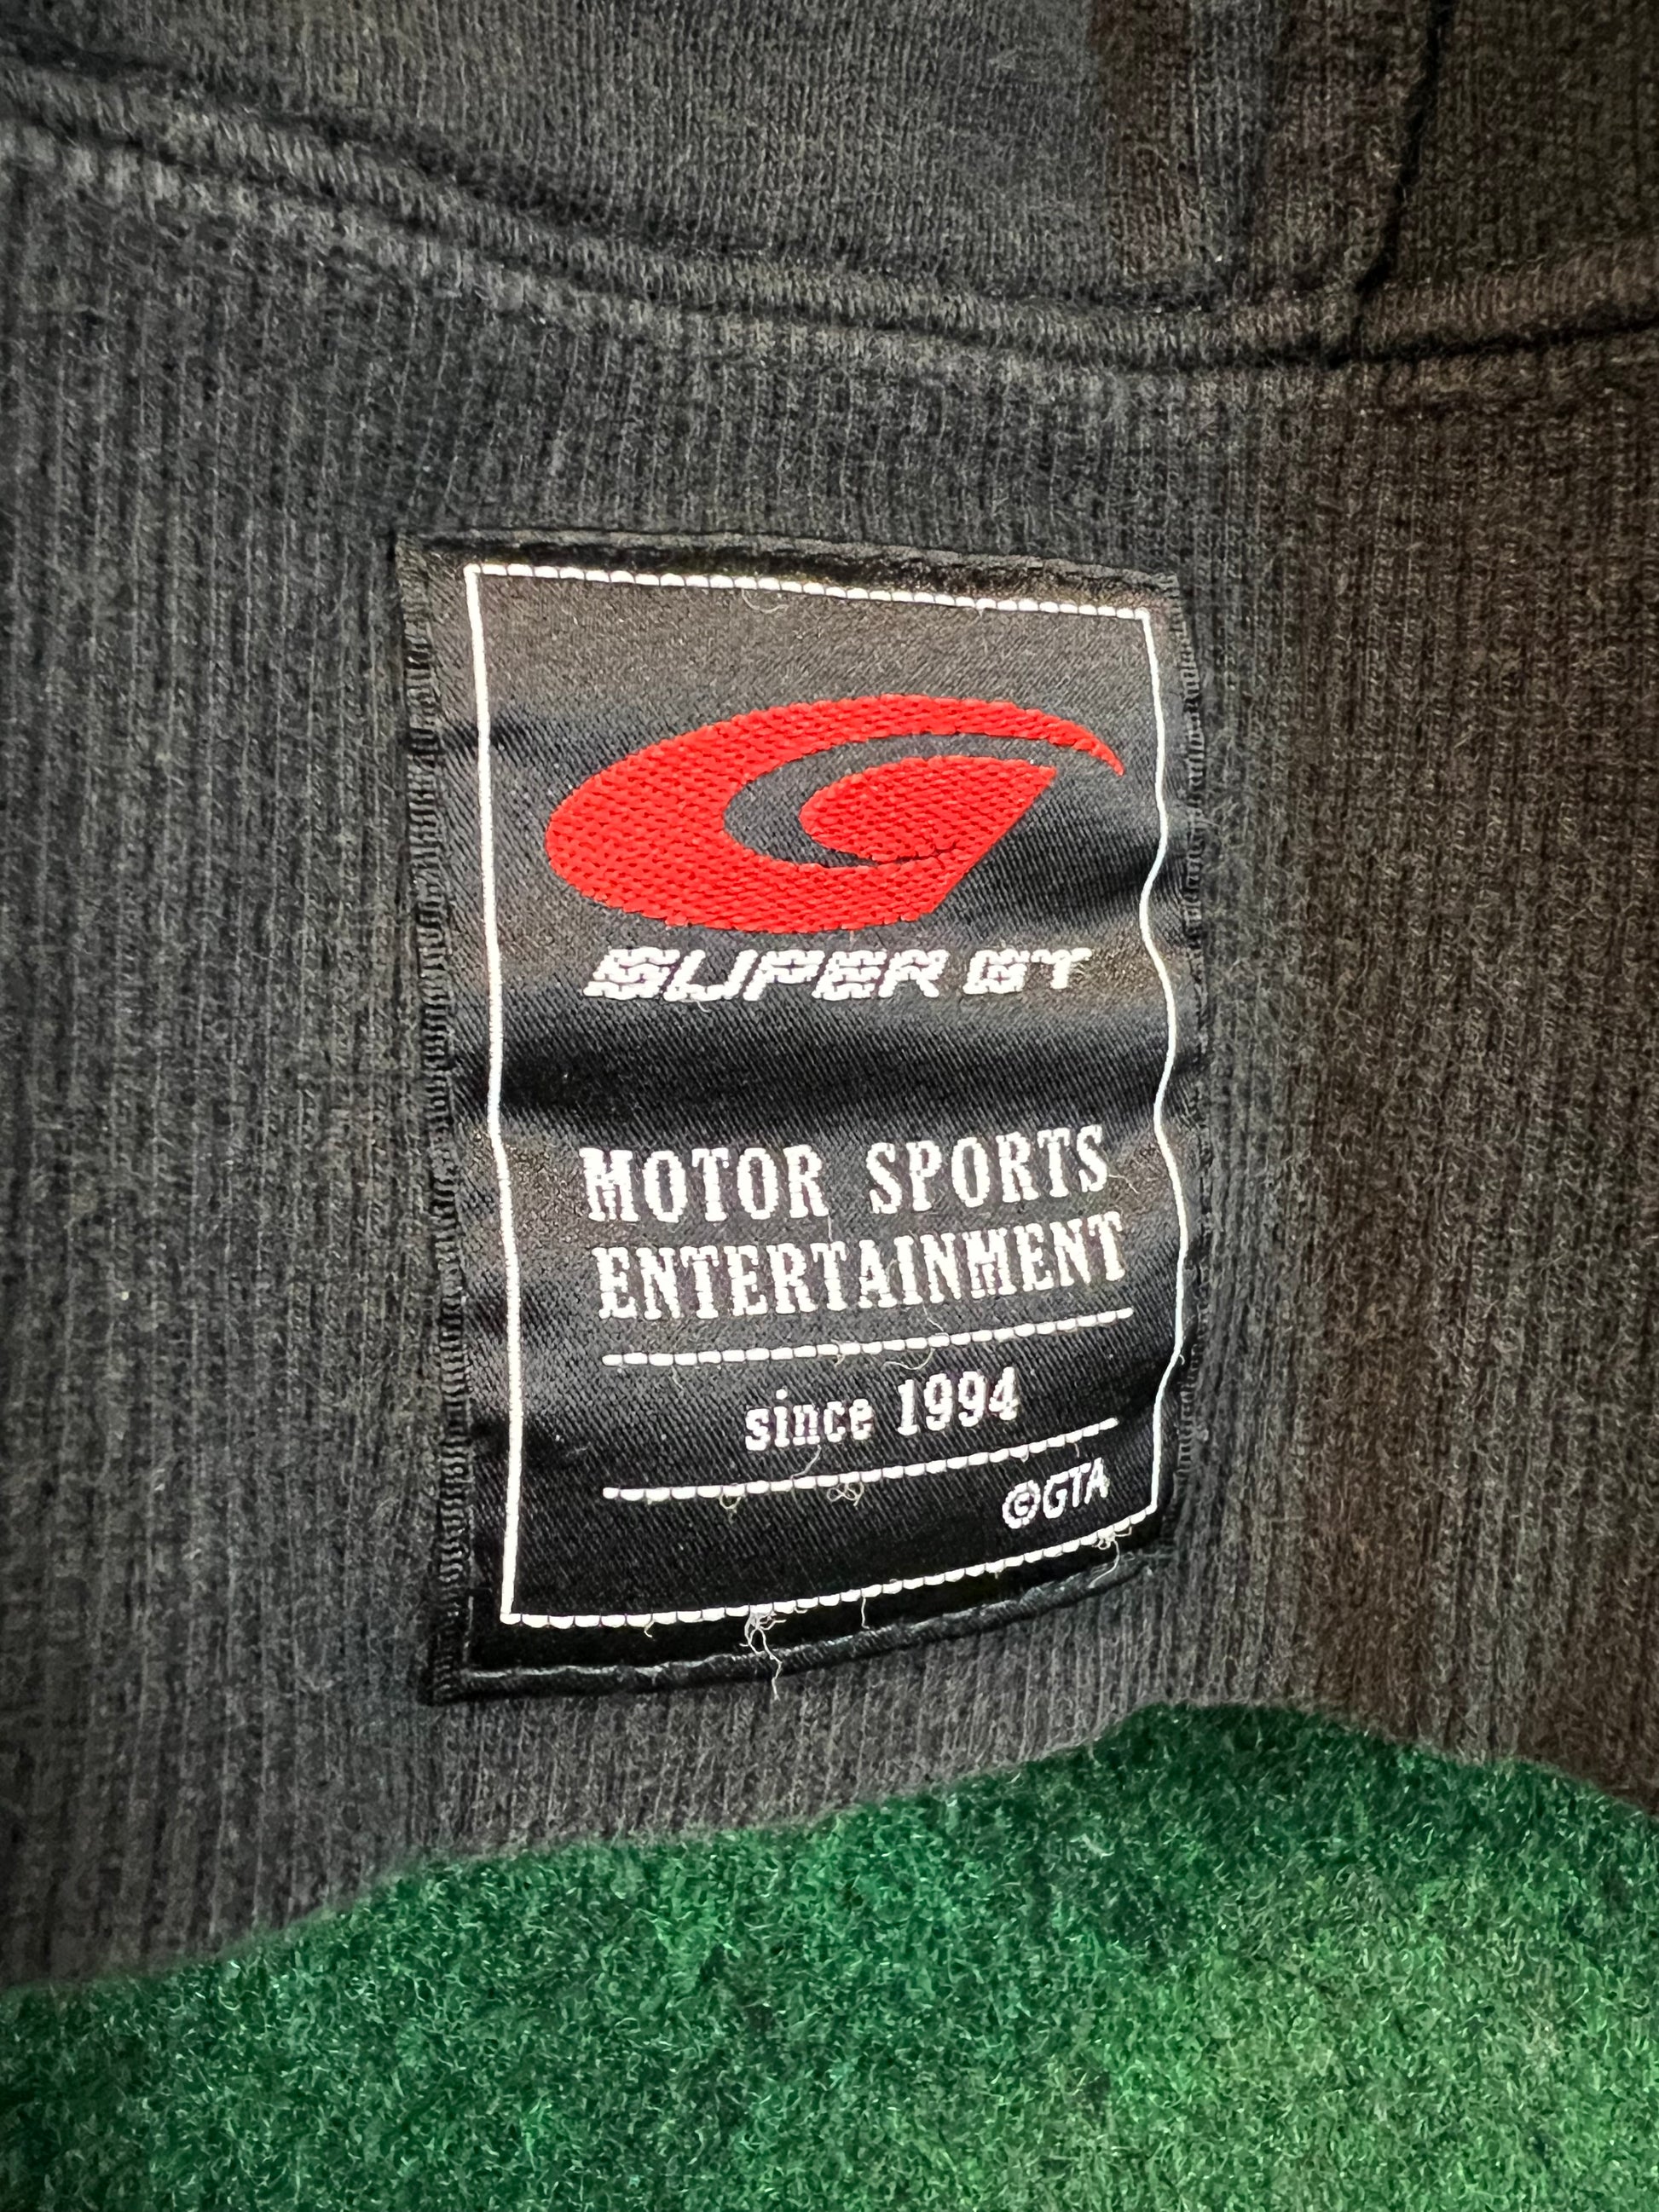 SUPER GT
MOTOR SPORTS
ENTERTAINMENT
since 1994
©GTA